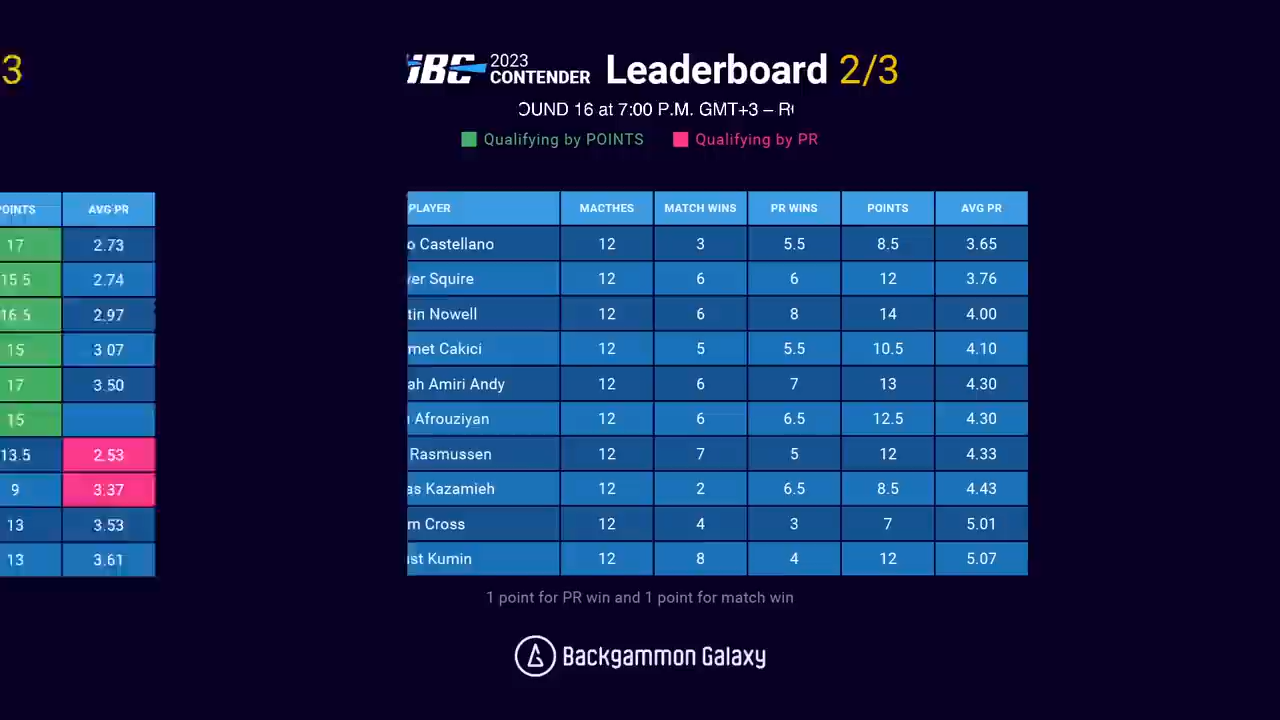 3
iBC 2023 CONTENDER Leaderboard 2/3
OUND 16 at 7:00 P.M. GMT+3 –
Qualifying by POINTS Qualifying by PR
OINTS AVG PR
17 2.73
15 5 2.74
16 5 2.97
15 3 07
17 3.50
15
13.5 2.53
9 3.37
13 3.53
13 3.61
PLAYER MACTHES MATCH WINS PR WINS POINTS AVG PR
o Castellano 12 3 5.5 8.5 3.65
er Squire 12 6 6 12 3.76
tin Nowell 12 6 8 14 4.00
met Cakici 12 5 5.5 10.5 4.10
ah Amiri Andy 12 6 7 13 4.30
Afrouziyan 12 6 6.5 12.5 4.30
Rasmussen 12 7 5 12 4.33
as Kazamieh 12 2 6.5 8.5 4.43
m Cross 12 4 3 7 5.01
ust Kumin 12 8 4 12 5.07
1 point for PR win and 1 point for match win
Backgammon Galaxy